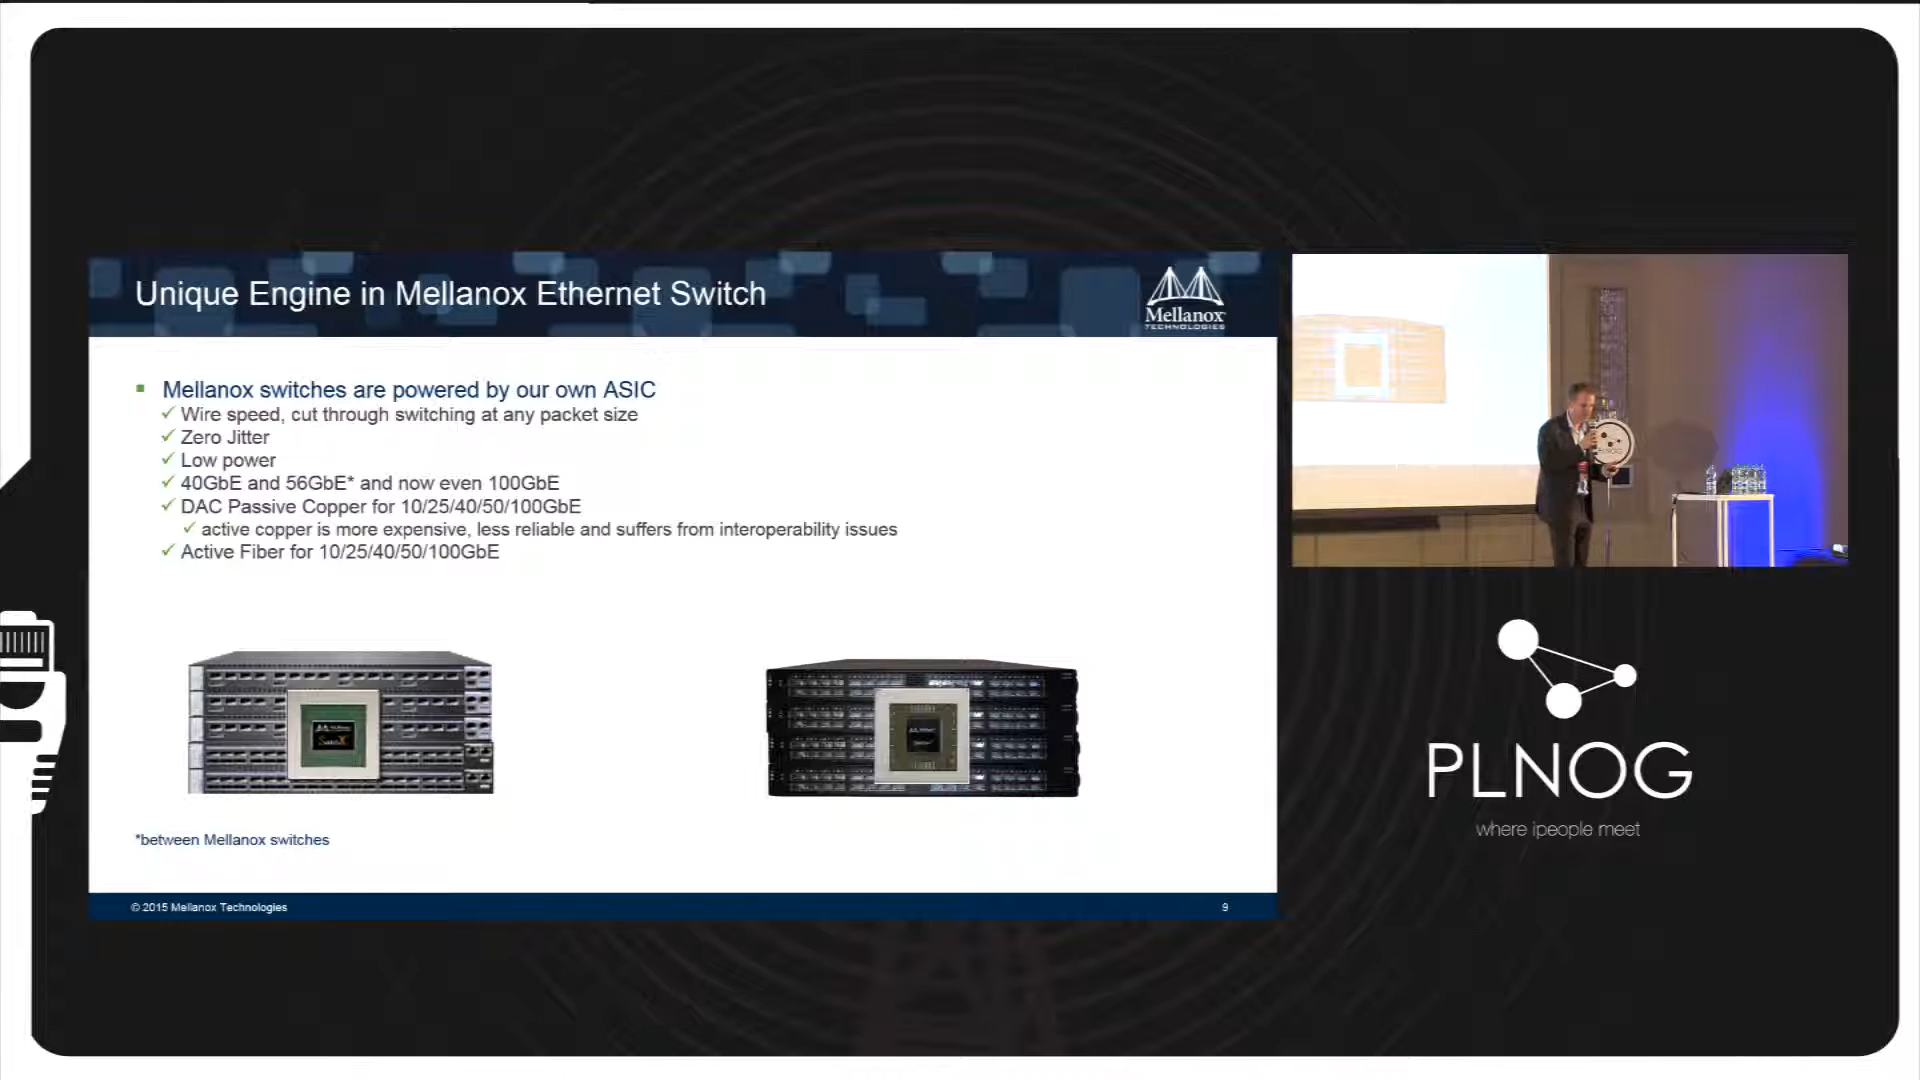 Unique Engine in Mellanox Ethernet Switch
Mellanox
TECHNOLOGIES
Mellanox switches are powered by our own ASIC
Wire speed, cut through switching at any packet size
Zero Jitter
Low power
40GbE and 56GbE* and now even 100GbE
DAC Passive Copper for 10/25/40/50/100GbE
active copper is more expensive, less reliable and suffers from interoperability issues
Active Fiber for 10/25/40/50/100GbE
*between Mellanox switches
© 2015 Mellanox Technologies
9
PLNOG
PLNOG
where ipeople meet